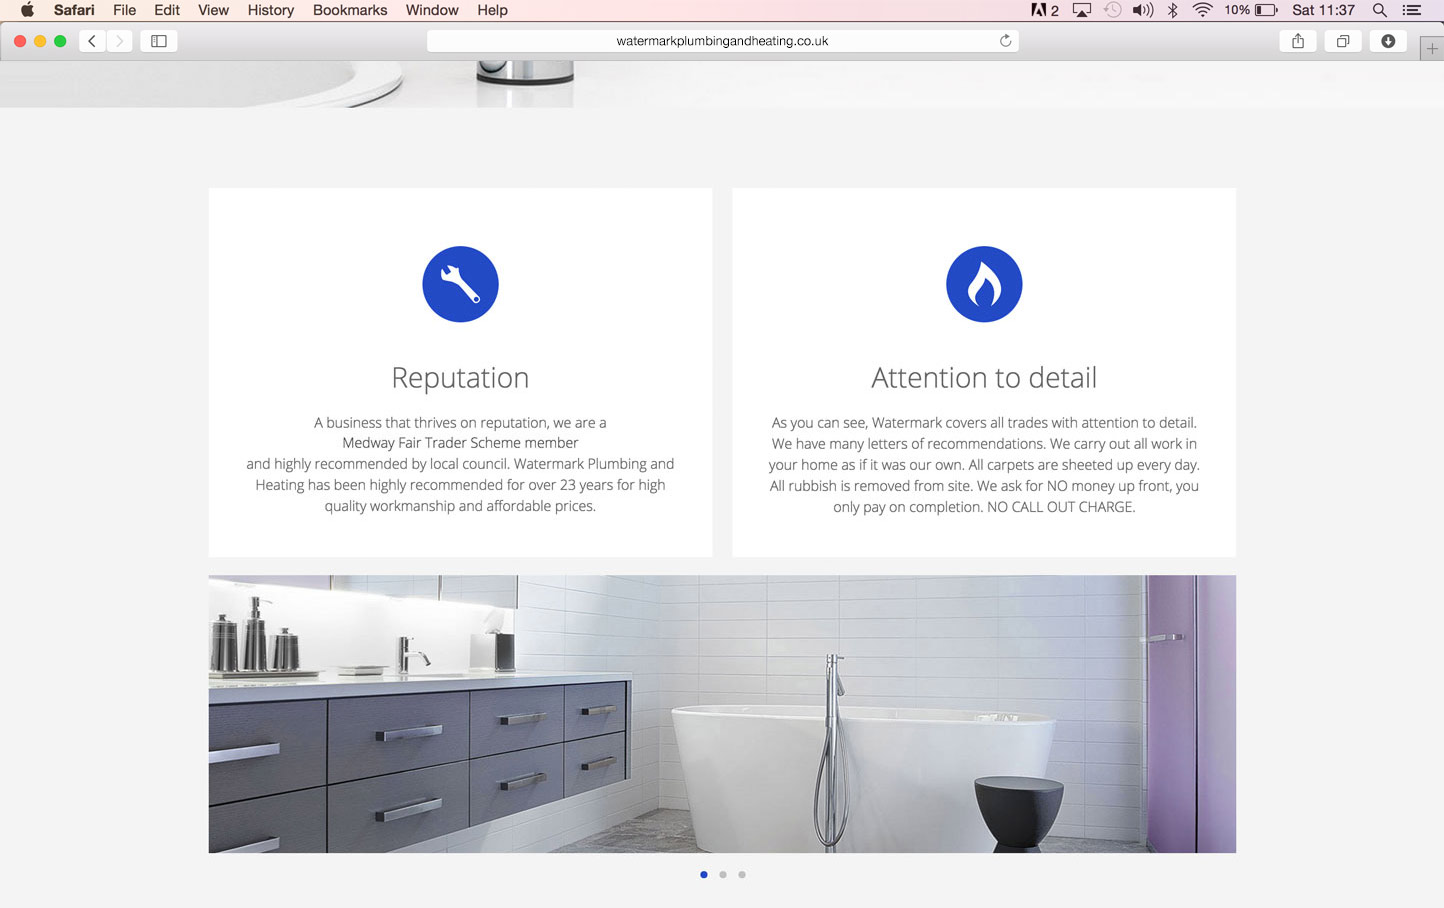 Safari File Edit View History Bookmarks Window Help 2 10% Sat 11:37
watermarkplumbingandheating.co.uk
Reputation
A business that thrives on reputation, we are a
Medway Fair Trader Scheme member
and highly recommended by local council. Watermark Plumbing and
Heating has been highly recommended for over 23 years for high
quality workmanship and affordable prices.
Attention to detail
As you can see, Watermark covers all trades with attention to detail.
We have many letters of recommendations. We carry out all work in
your home as if it was our own. All carpets are sheeted up every day.
All rubbish is removed from site. We ask for NO money up front, you
only pay on completion. NO CALL OUT CHARGE.